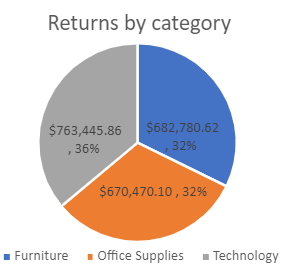 Returns by category
$763,445.86
, 36%
$682,780.62
, 32%
$670,470.10 , 32%
Furniture Office Supplies Technology